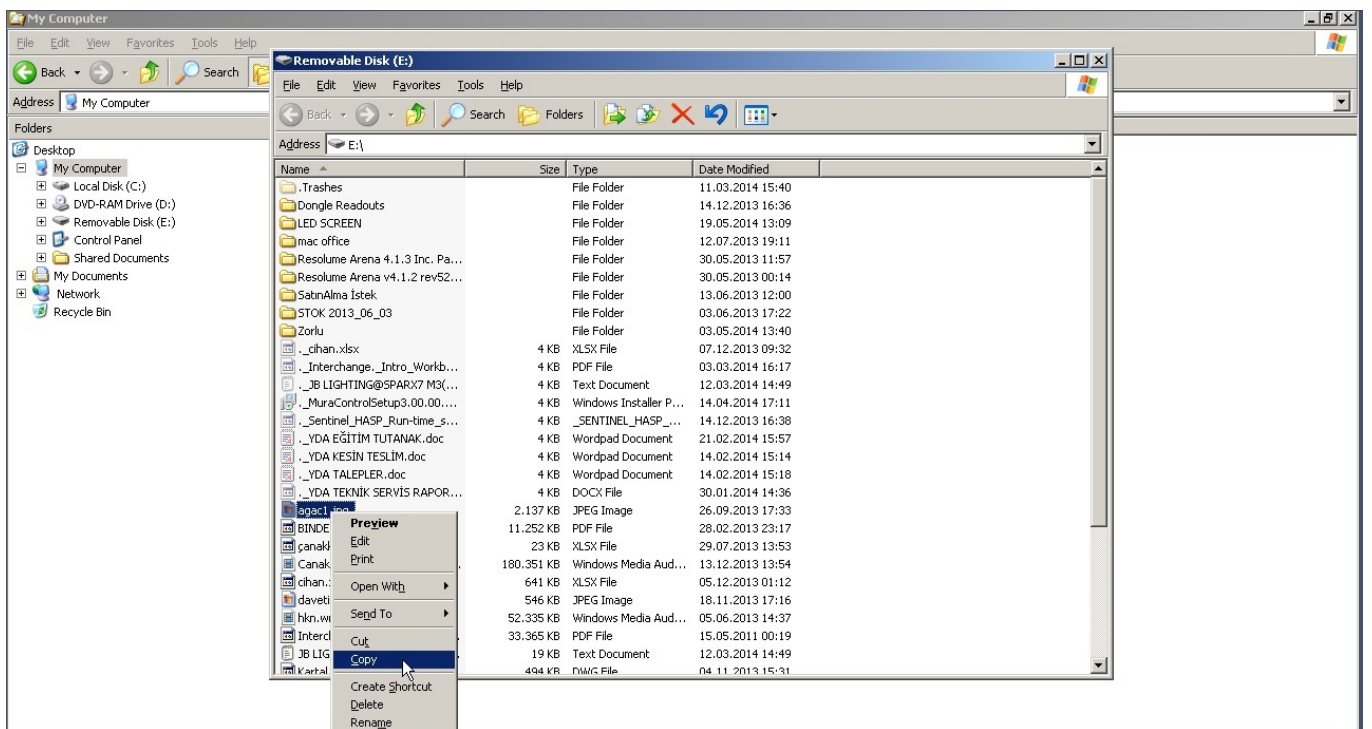 My Computer
File Edit View Favorites Tools Help
Back Search
Address My Computer
Folders
Desktop
My Computer
Local Disk (C:)
DVD-RAM Drive (D:)
Removable Disk (E:)
Control Panel
Shared Documents
My Documents
Network
Recycle Bin
Removable Disk (E:)
File Edit View Favorites Tools Help
Back Search Folders
Address E:\
Name Size Type Date Modified
.Trashes File Folder 11.03.2014 15:40
Dongle Readouts File Folder 14.12.2013 16:36
LED SCREEN File Folder 19.05.2014 13:09
mac office File Folder 12.07.2013 19:11
Resolume Arena 4.1.3 Inc. Pa... File Folder 30.05.2013 11:57
Resolume Arena v4.1.2 rev52... File Folder 30.05.2013 00:14
SatınAlma İstek File Folder 13.06.2013 12:00
STOK 2013_06_03 File Folder 03.06.2013 17:22
Zorlu File Folder 03.05.2014 13:40
._cihan.xlsx 4 KB XLSX File 07.12.2013 09:32
._Interchange._Intro_Workb... 4 KB PDF File 03.03.2014 16:17
._JB LIGHTING@SPARX7 M3(... 4 KB Text Document 12.03.2014 14:49
._MuraControlSetup3.00.00.... 4 KB Windows Installer P... 14.04.2014 17:11
._Sentinel_HASP_Run-time_s... 4 KB _SENTINEL_HASP_... 14.12.2013 16:38
._YDA EĞİTİM TUTANAK.doc 4 KB Wordpad Document 21.02.2014 15:57
._YDA KESİN TESLİM.doc 4 KB Wordpad Document 14.02.2014 15:14
._YDA TALEPLER.doc 4 KB Wordpad Document 14.02.2014 15:18
._YDA TEKNİK SERVİS RAPOR... 4 KB DOCX File 30.01.2014 14:36
agac1.jpg 2.137 KB JPEG Image 26.09.2013 17:33
BINDE 11.252 KB PDF File 28.02.2013 23:17
çanakk 23 KB XLSX File 29.07.2013 13:53
Canak 180.351 KB Windows Media Aud... 13.12.2013 13:54
cihan. 641 KB XLSX File 05.12.2013 01:12
daveti 546 KB JPEG Image 18.11.2013 17:16
hkn.w 52.335 KB Windows Media Aud... 05.06.2013 14:37
Interc 33.365 KB PDF File 15.05.2011 00:19
JB LIG 19 KB Text Document 12.03.2014 14:49
Kartal 494 KB DWG File 04.11.2013 15:31
Preview
Edit
Print
Open With
Send To
Cut
Copy
Create Shortcut
Delete
Rename